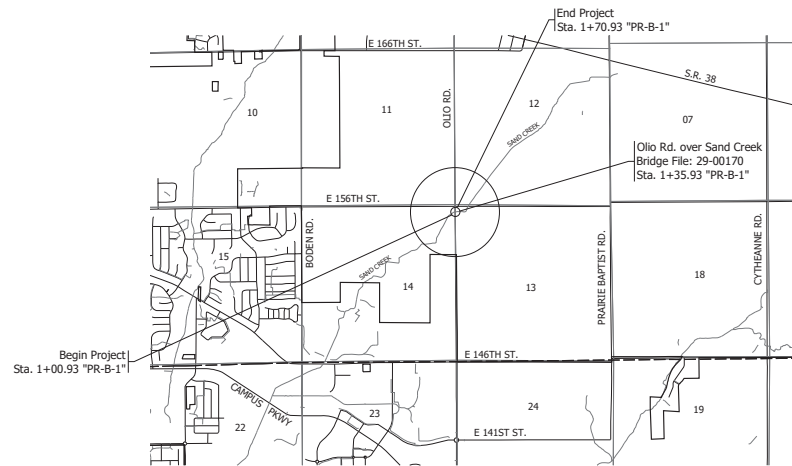 End Project
Sta. 1+70.93 "PR-B-1"
E 166TH ST.
S.R. 38
10
11
OLIO RD.
12
07
SAND CREEK
Olio Rd. over Sand Creek
Bridge File: 29-00170
Sta. 1+35.93 "PR-B-1"
E 156TH ST.
BODEN RD.
PRAIRIE BAPTIST RD.
CYTHEANNE RD.
15
SAND CREEK
14
13
18
Begin Project
Sta. 1+00.93 "PR-B-1"
E 146TH ST.
CAMPUS PKWY
22
23
24
19
E 141ST ST.